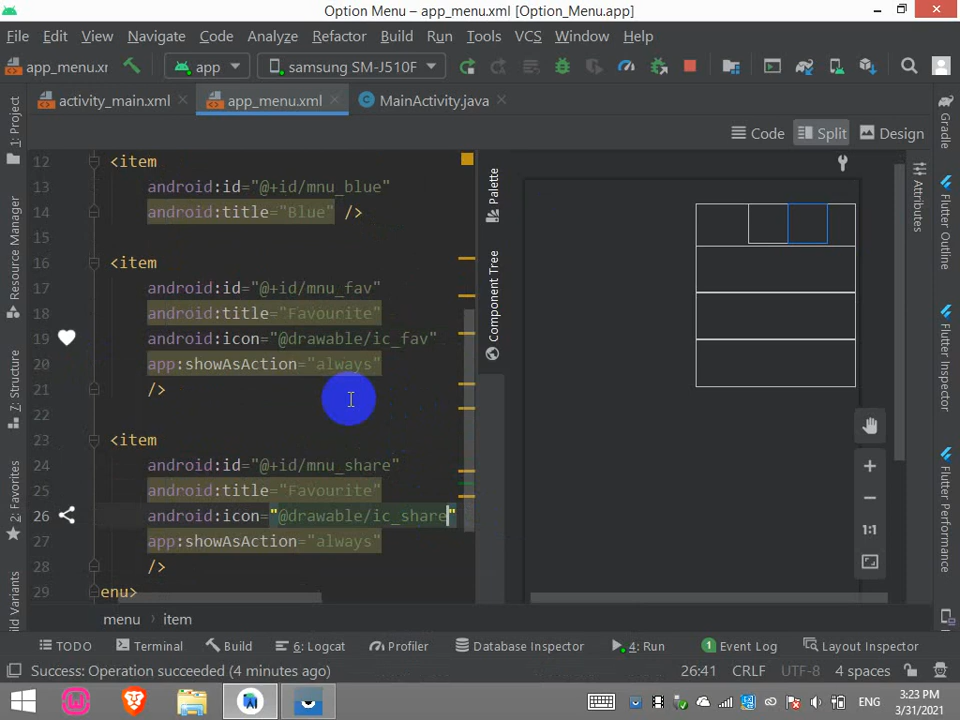 Option Menu – app_menu.xml [Option_Menu.app]
File Edit View Navigate Code Analyze Refactor Build Run Tools VCS Window Help
app_menu.xr app samsung SM-J510F
activity_main.xml app_menu.xml MainActivity.java
Code Split Design
12 <item
13 android:id="@+id/mnu_blue"
14 android:title="Blue" />
15
16 <item
17 android:id="@+id/mnu_fav"
18 android:title="Favourite"
19 android:icon="@drawable/ic_fav"
20 app:showAsAction="always"
21 />
22
23 <item
24 android:id="@+id/mnu_share"
25 android:title="Favourite"
26 android:icon="@drawable/ic_share"
27 app:showAsAction="always"
28 />
29 enu>
1: Project
Resource Manager
7: Structure
2: Favorites
ild Variants
Palette
Component Tree
Attributes
1:1
Gradle
Flutter Outline
Flutter Inspector
Flutter Performance
menu › item
TODO Terminal Build 6: Logcat Profiler Database Inspector 4: Run 1 Event Log Layout Inspector
Success: Operation succeeded (4 minutes ago) 26:41 CRLF UTF-8 4 spaces
ENG
3:23 PM
3/31/2021